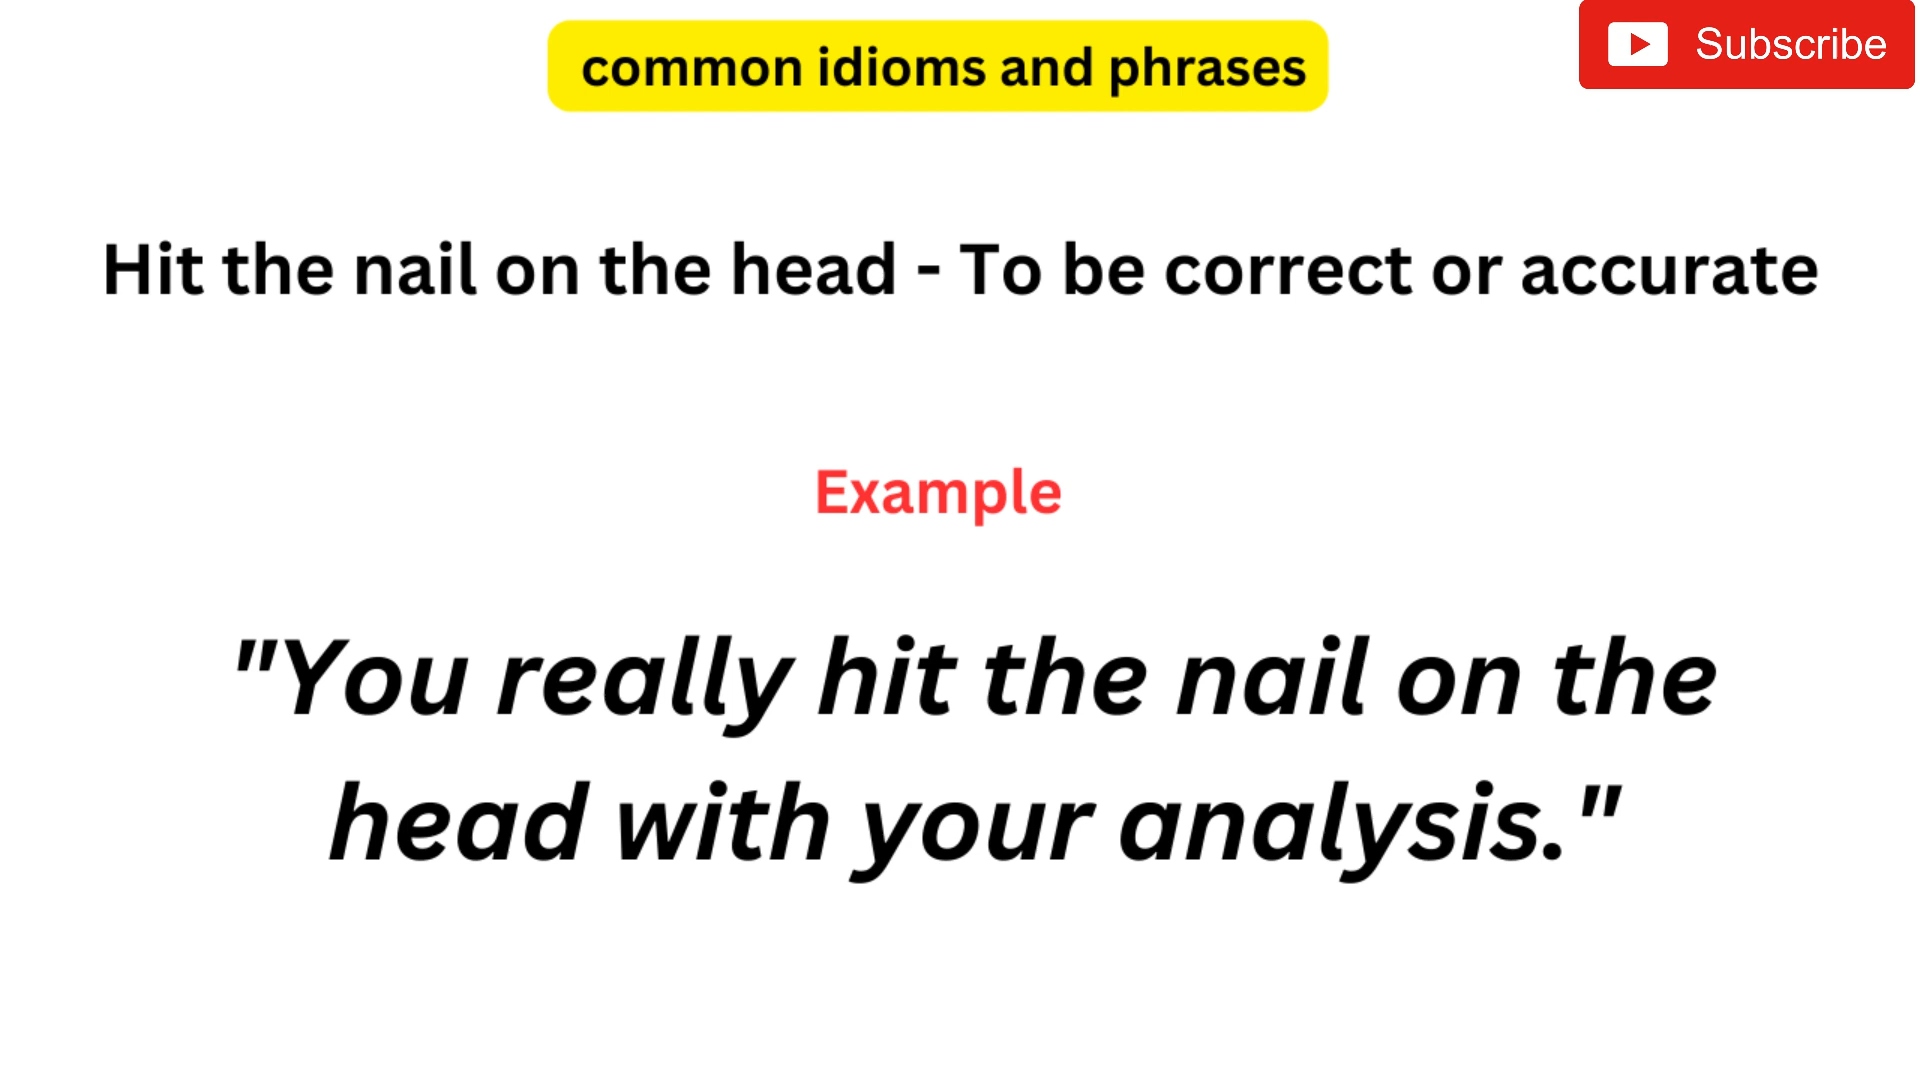 common idioms and phrases
Subscribe
Hit the nail on the head - To be correct or accurate
Example
"You really hit the nail on the
head with your analysis."